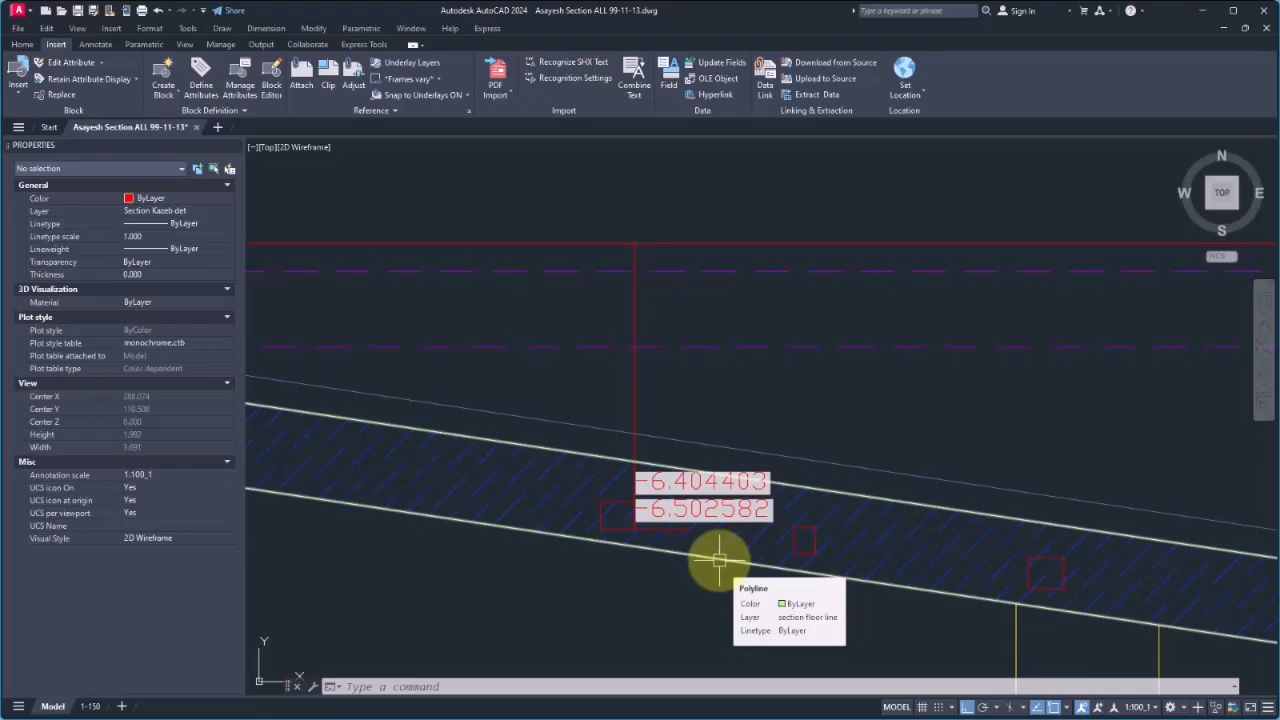 A Share Autodesk AutoCAD 2024 Asayesh Section ALL 99-11-13.dwg Type a keyword or phrase Sign In
File Edit View Insert Format Tools Draw Dimension Modify Parametric Window Help Express
Home Insert Annotate Parametric View Manage Output Collaborate Express Tools
Edit Attribute Underlay Layers Recognize SHX Text Update Fields Download from Source
Retain Attribute Display "Frames vary" Recognition Settings OLE Object Upload to Source
Replace Snap to Underlays ON Hyperlink Extract Data
Insert Create Block Define Attributes Manage Attributes Block Editor Attach Clip Adjust PDF Import Combine Text Field Data Link Set Location
Block Block Definition Reference Import Data Linking & Extraction Location
Start Asayesh Section ALL 99-11-13*
PROPERTIES
[−][Top][2D Wireframe]
No selection
General
Color ByLayer
Layer Section Kazeb det
Linetype ByLayer
Linetype scale 1.000
Lineweight ByLayer
Transparency ByLayer
Thickness 0.000
3D Visualization
Material ByLayer
Plot style
Plot style ByColor
Plot style table monochrome.ctb
Plot table attached to Model
Plot table type Color dependent
View
Center X 288.074
Center Y 110.508
Center Z 0.000
Height 1.992
Width 5.691
Misc
Annotation scale 1:100_1
UCS icon On Yes
UCS icon at origin Yes
UCS per viewport Yes
UCS Name
Visual Style 2D Wireframe
N
W TOP E
S
WCS
-6.404403
-6.502582
Polyline
Color ByLayer
Layer section floor line
Linetype ByLayer
Y
X
Type a command
Model 1-150 MODEL 1:100_1